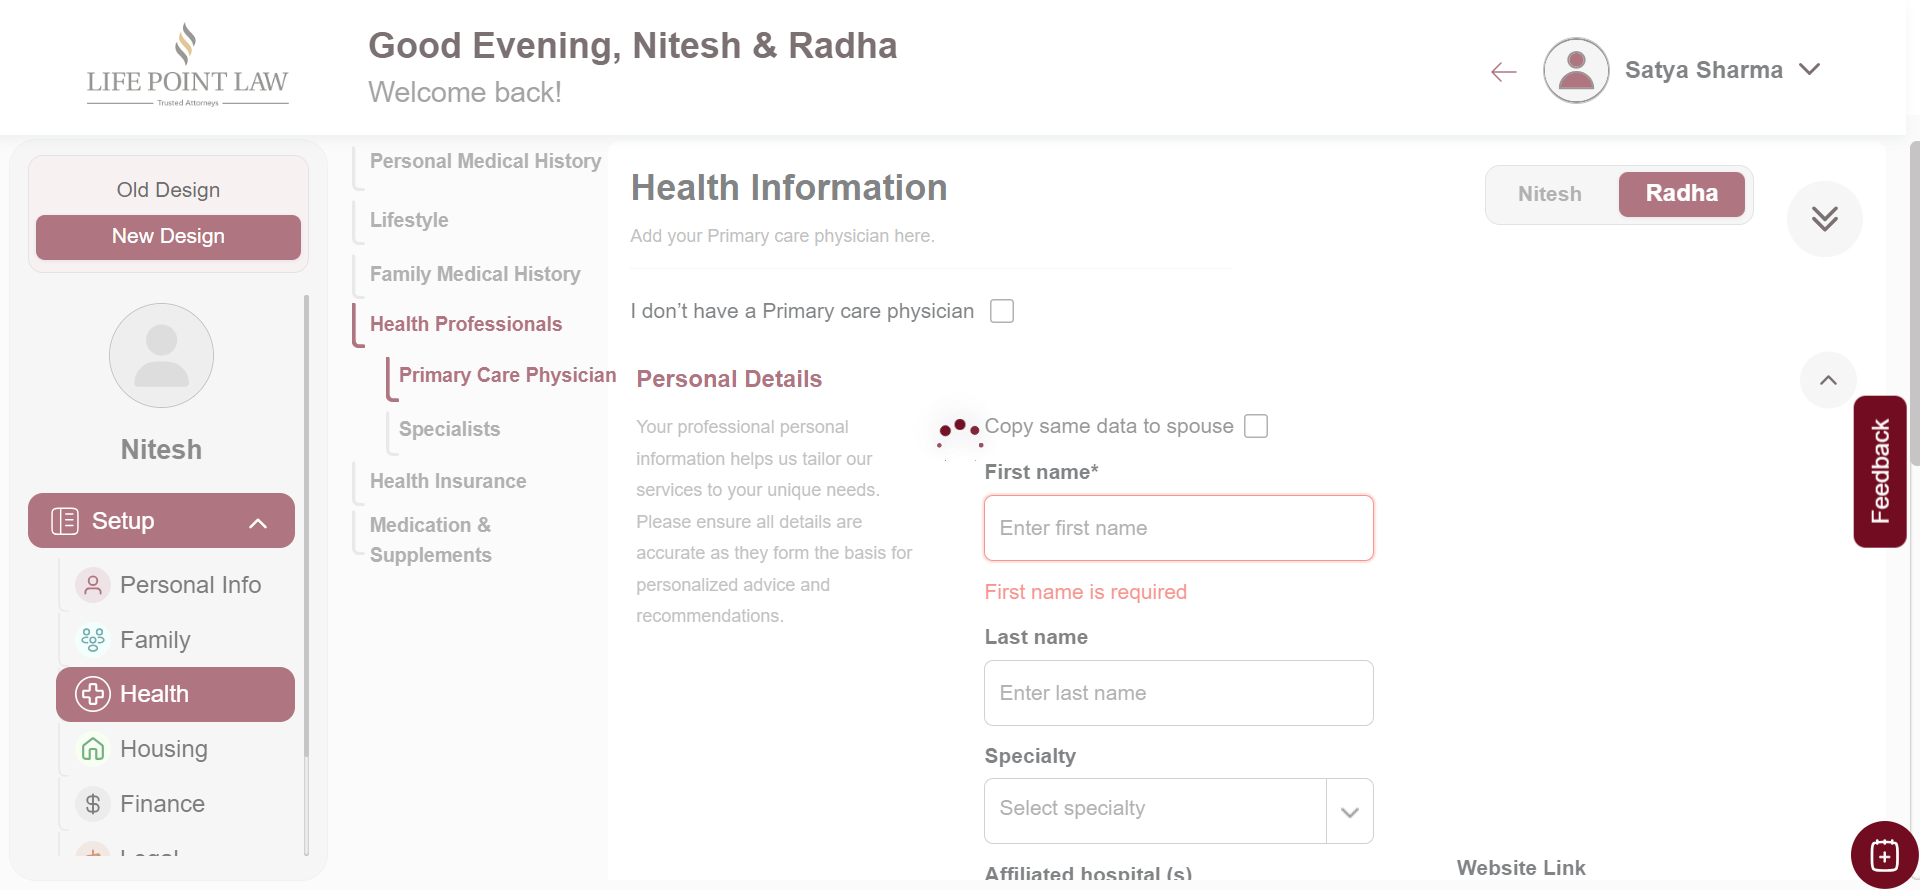 LIFE POINT LAW
Trusted Attorneys
Good Evening, Nitesh & Radha
Welcome back!
Satya Sharma
Old Design
New Design
Nitesh
Setup
Personal Info
Family
Health
Housing
Finance
Legal
Personal Medical History
Lifestyle
Family Medical History
Health Professionals
Primary Care Physician
Specialists
Health Insurance
Medication &
Supplements
Health Information
Add your Primary care physician here.
Nitesh
Radha
I don’t have a Primary care physician
Personal Details
Your professional personal
information helps us tailor our
services to your unique needs.
Please ensure all details are
accurate as they form the basis for
personalized advice and
recommendations.
Copy same data to spouse
First name*
Enter first name
First name is required
Last name
Enter last name
Specialty
Select specialty
Affiliated hospital (s)
Website Link
Feedback